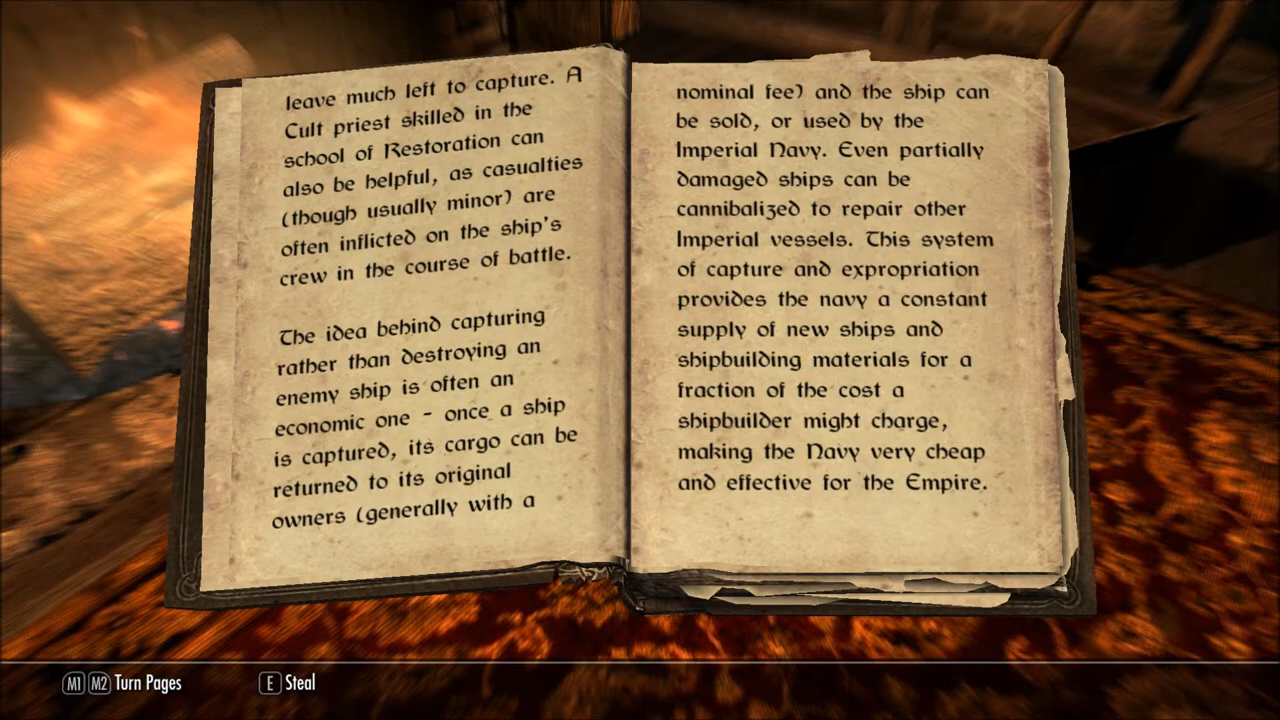 leave much left to capture. A
Cult priest skilled in the
school of Restoration can
also be helpful, as casualties
(though usually minor) are
often inflicted on the ship's
crew in the course of battle.
The idea behind capturing
rather than destroying an
enemy ship is often an
economic one - once a ship
is captured, its cargo can be
returned to its original
owners (generally with a
nominal fee) and the ship can
be sold, or used by the
Imperial Navy. Even partially
damaged ships can be
cannibalized to repair other
Imperial vessels. This system
of capture and expropriation
provides the navy a constant
supply of new ships and
shipbuilding materials for a
fraction of the cost a
shipbuilder might charge,
making the Navy very cheap
and effective for the Empire.
M1 M2 Turn Pages E Steal